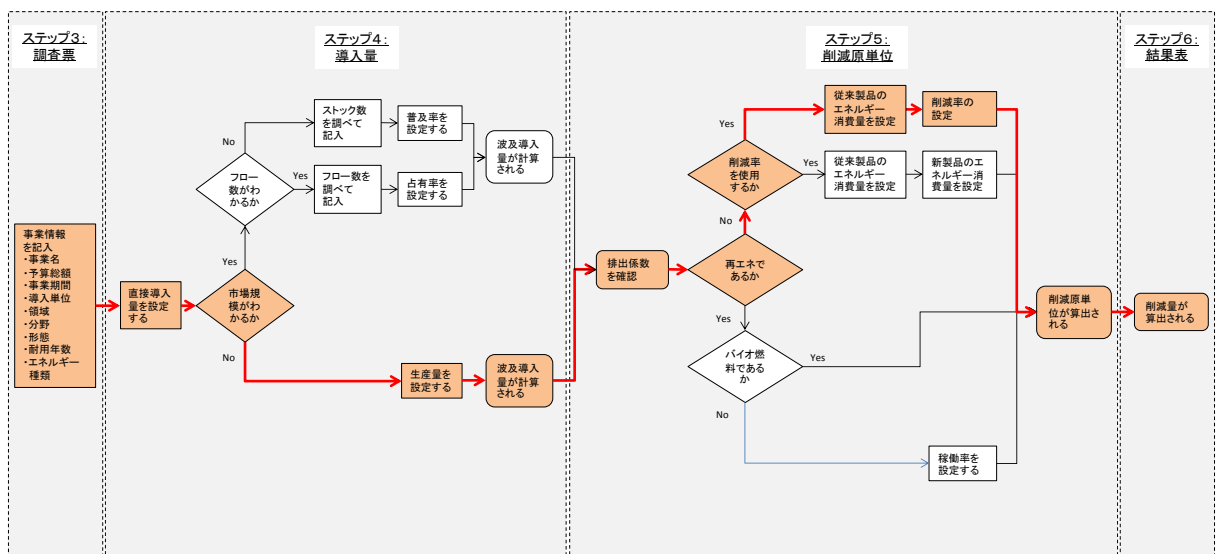 ステップ3:
調査票
事業情報
を記入
・事業名
・予算総額
・事業期間
・導入単位
・領域
・分野
・形態
・耐用年数
・エネルギー
種類
ステップ4:
導入量
直接導入
量を設定
する
市場規
模がわ
かるか
Yes
No
フロー
数がわ
かるか
No
Yes
ストック数
を調べて
記入
普及率を
設定する
フロー数を
調べて
記入
占有率を
設定する
波及導入
量が計算
される
生産量を
設定する
波及導入
量が計算
される
ステップ5:
削減原単位
排出係数
を確認
再エネで
あるか
No
Yes
削減率
を使用
するか
Yes
Yes
従来製品の
エネルギー
消費量を設定
削減率の
設定
従来製品の
エネルギー
消費量を設定
新製品のエ
ネルギー消
費量を設定
バイオ燃
料である
か
Yes
No
稼働率を
設定する
削減原単
位が算出さ
れる
ステップ6:
結果表
削減量が
算出される